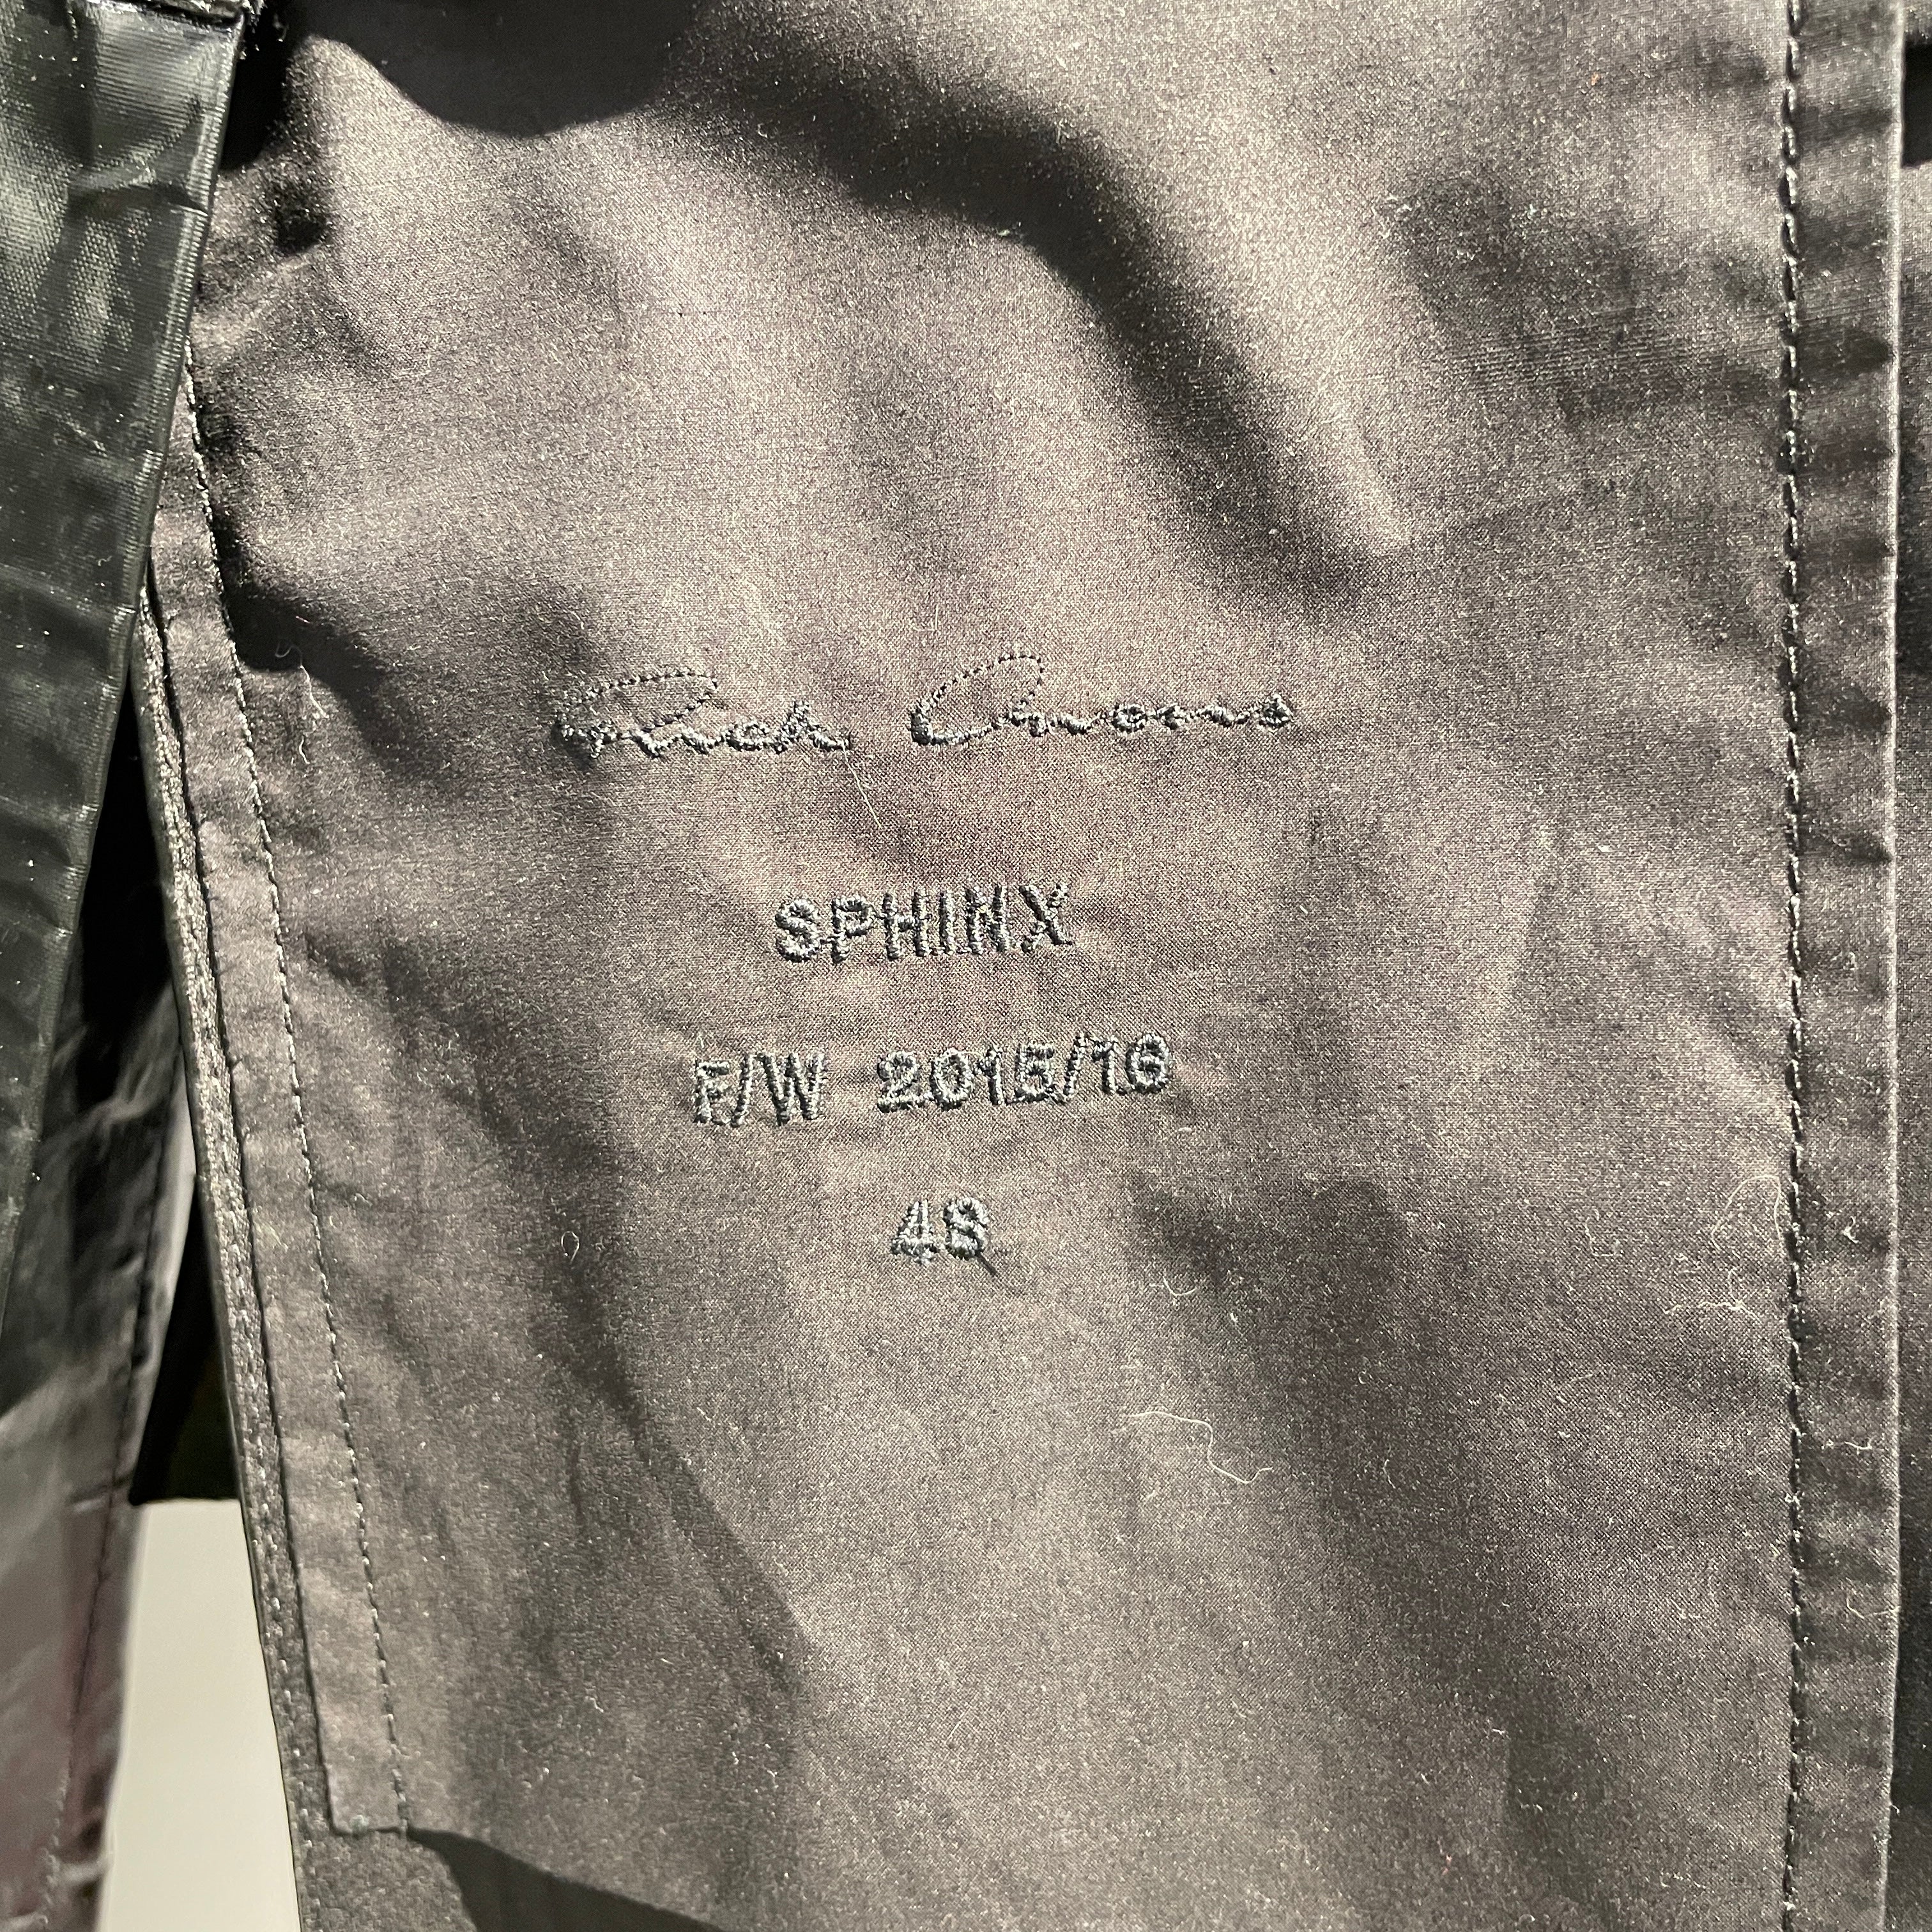 Rick Owens
SPHINX
F/W 2015/16
48